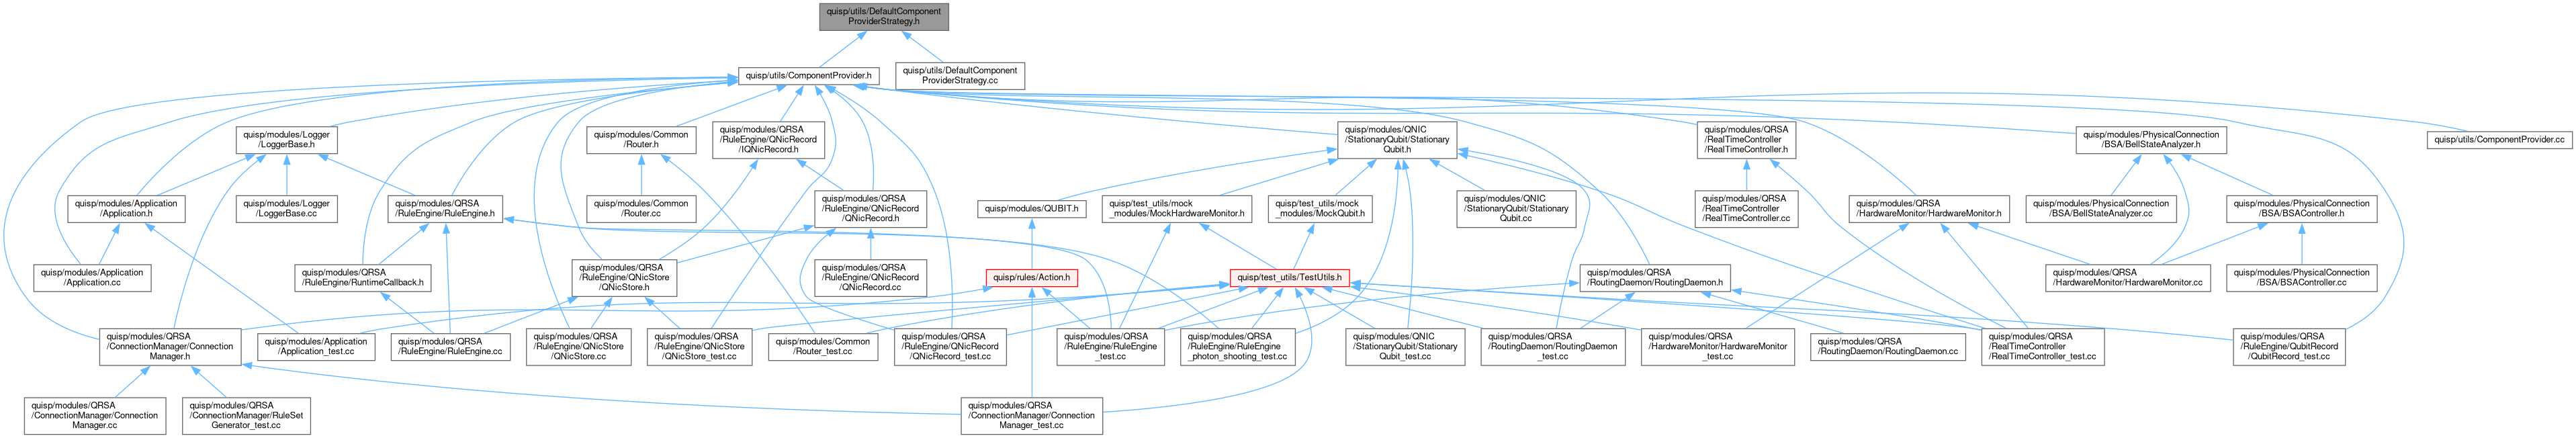 quisp/utils/DefaultComponent
ProviderStrategy.h
quisp/utils/ComponentProvider.h
quisp/utils/DefaultComponent
ProviderStrategy.cc
quisp/modules/Logger
/LoggerBase.h
quisp/modules/Common
/Router.h
quisp/modules/QRSA
/RuleEngine/QNicRecord
/IQNicRecord.h
quisp/modules/QNIC
/StationaryQubit/Stationary
Qubit.h
quisp/modules/QRSA
/RealTimeController
/RealTimeController.h
quisp/modules/PhysicalConnection
/BSA/BellStateAnalyzer.h
quisp/utils/ComponentProvider.cc
quisp/modules/Application
/Application.h
quisp/modules/Logger
/LoggerBase.cc
quisp/modules/QRSA
/RuleEngine/RuleEngine.h
quisp/modules/Common
/Router.cc
quisp/modules/QRSA
/RuleEngine/QNicRecord
/QNicRecord.h
quisp/modules/QUBIT.h
quisp/test_utils/mock
_modules/MockHardwareMonitor.h
quisp/test_utils/mock
_modules/MockQubit.h
quisp/modules/QNIC
/StationaryQubit/Stationary
Qubit.cc
quisp/modules/QRSA
/RealTimeController
/RealTimeController.cc
quisp/modules/QRSA
/HardwareMonitor/HardwareMonitor.h
quisp/modules/PhysicalConnection
/BSA/BellStateAnalyzer.cc
quisp/modules/PhysicalConnection
/BSA/BSAController.h
quisp/modules/Application
/Application.cc
quisp/modules/QRSA
/RuleEngine/RuntimeCallback.h
quisp/modules/QRSA
/RuleEngine/QNicStore
/QNicStore.h
quisp/modules/QRSA
/RuleEngine/QNicRecord
/QNicRecord.cc
quisp/rules/Action.h
quisp/test_utils/TestUtils.h
quisp/modules/QRSA
/RoutingDaemon/RoutingDaemon.h
quisp/modules/QRSA
/HardwareMonitor/HardwareMonitor.cc
quisp/modules/PhysicalConnection
/BSA/BSAController.cc
quisp/modules/QRSA
/ConnectionManager/Connection
Manager.h
quisp/modules/Application
/Application_test.cc
quisp/modules/QRSA
/RuleEngine/RuleEngine.cc
quisp/modules/QRSA
/RuleEngine/QNicStore
/QNicStore.cc
quisp/modules/QRSA
/RuleEngine/QNicStore
/QNicStore_test.cc
quisp/modules/Common
/Router_test.cc
quisp/modules/QRSA
/RuleEngine/QNicRecord
/QNicRecord_test.cc
quisp/modules/QRSA
/RuleEngine/RuleEngine
_test.cc
quisp/modules/QRSA
/RuleEngine/RuleEngine
_photon_shooting_test.cc
quisp/modules/QNIC
/StationaryQubit/Stationary
Qubit_test.cc
quisp/modules/QRSA
/RoutingDaemon/RoutingDaemon
_test.cc
quisp/modules/QRSA
/HardwareMonitor/HardwareMonitor
_test.cc
quisp/modules/QRSA
/RoutingDaemon/RoutingDaemon.cc
quisp/modules/QRSA
/RealTimeController
/RealTimeController_test.cc
quisp/modules/QRSA
/RuleEngine/QubitRecord
/QubitRecord_test.cc
quisp/modules/QRSA
/ConnectionManager/Connection
Manager.cc
quisp/modules/QRSA
/ConnectionManager/RuleSet
Generator_test.cc
quisp/modules/QRSA
/ConnectionManager/Connection
Manager_test.cc